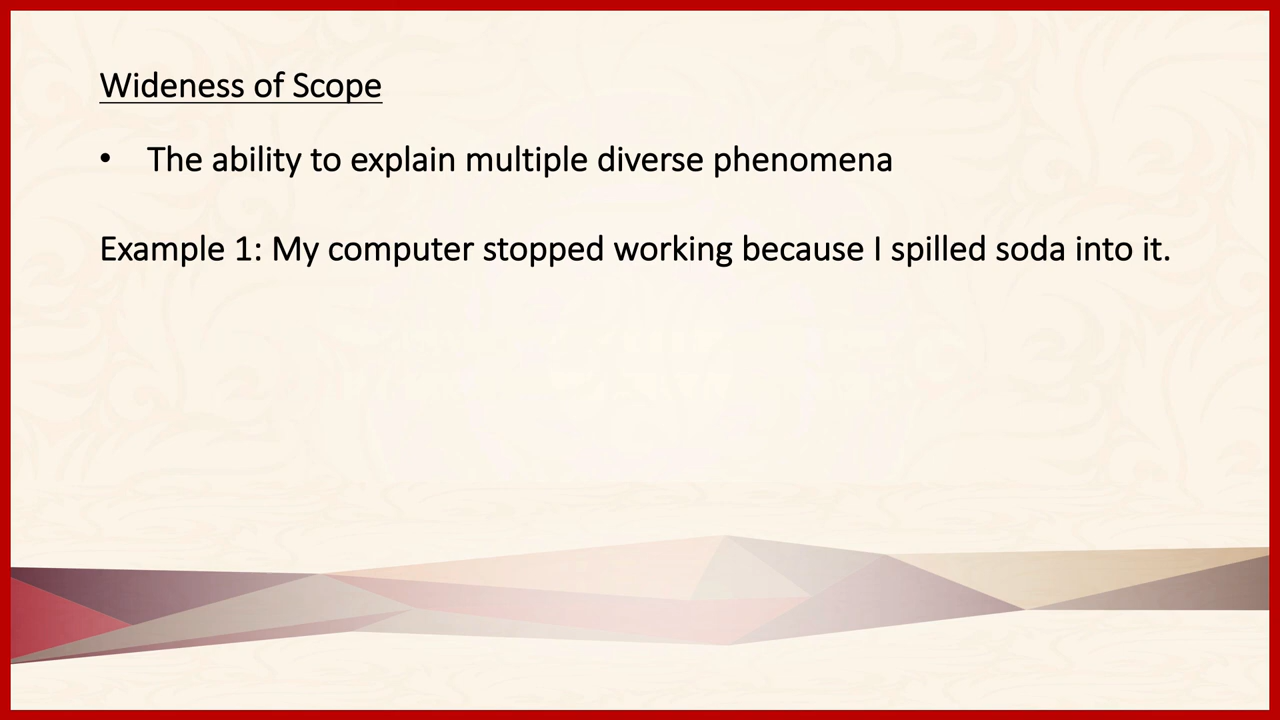 Wideness of Scope
• The ability to explain multiple diverse phenomena
Example 1: My computer stopped working because I spilled soda into it.